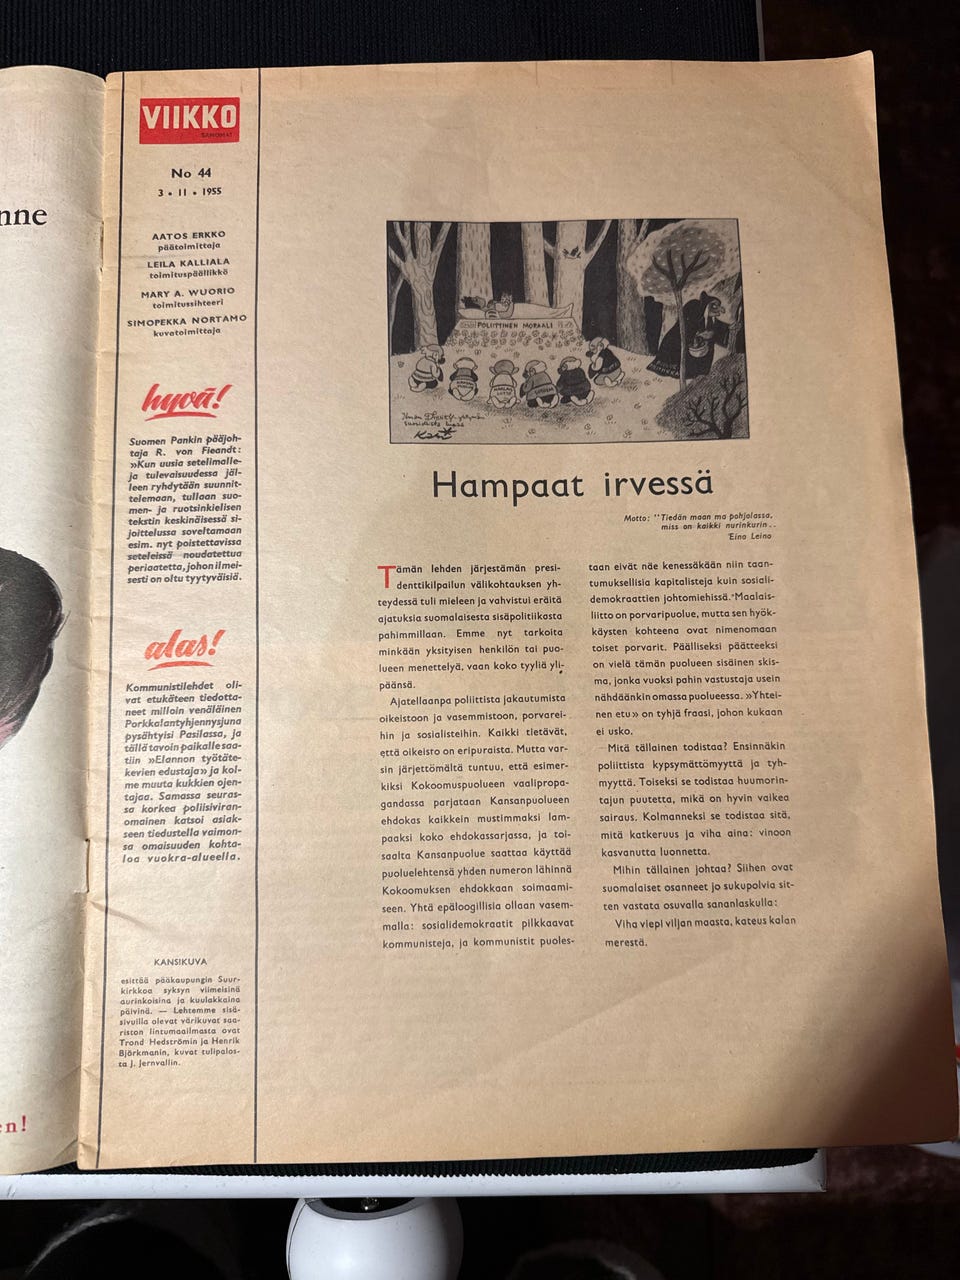 nne
en!
VIIKKO
SANOMAT
No 44
3 • 11 • 1955
AATOS ERKKO
päätoimittaja
LEILA KALLIALA
toimituspäällikkö
MARY A. WUORIO
toimitussihteeri
SIMOPEKKA NORTAMO
kuvatoimittaja
hyvä!
Suomen Pankin pääjoh-
taja R. von Fieandt:
»Kun uusia setelimalle-
ja tulevaisuudessa jäl-
leen ryhdytään suunnit-
telemaan, tullaan suo-
men- ja ruotsinkielisen
tekstin keskinäisessä si-
joittelussa soveltamaan
esim. nyt poistettavissa
seteleissä noudatettua
periaatetta, johon ilmei-
sesti on oltu tyytyväisiä.
alas!
Kommunistilehdet oli-
vat etukäteen tiedotta-
neet milloin venäläinen
Porkkalantyhjennysjuna
pysähtyisi Pasilassa, ja
tällä tavoin paikalle saa-
tiin »Elannon työtäte-
kevien edustaja» ja kol-
me muuta kukkien ojen-
tajaa. Samassa seuras-
sa korkea poliisiviran-
omainen katsoi asiak-
seen tiedustella vaimon-
sa omaisuuden kohta-
loa vuokra-alueella.
KANSIKUVA
esittää pääkaupungin Suur-
kirkkoa syksyn viimeisinä
aurinkoisina ja kuulakkaina
päivinä. — Lehtemme sisä-
sivuilla olevat värikuvat saa-
riston lintumaailmasta ovat
Trond Hedströmin ja Henrik
Björkmanin, kuvat tulipalos-
ta J. Jernvallin.
POLIITTINEN MORAALI
Kari
Hampaat irvessä
Motto: "Tiedän maan ma pohjolassa,
miss on kaikki nurinkurin..
Eino Leino
Tämän lehden järjestämän presi-
denttikilpailun välikohtauksen yh-
teydessä tuli mieleen ja vahvistui eräitä
ajatuksia suomalaisesta sisäpolitiikasta
pahimmillaan. Emme nyt tarkoita
minkään yksityisen henkilön tai puo-
lueen menettelyä, vaan koko tyyliä yli-
päänsä.
Ajatellaanpa poliittista jakautumista
oikeistoon ja vasemmistoon, porvarei-
hin ja sosialisteihin. Kaikki tietävät,
että oikeisto on eripuraista. Mutta var-
sin järjettömältä tuntuu, että esimer-
kiksi Kokoomuspuolueen vaalipropa-
gandassa parjataan Kansanpuolueen
ehdokas kaikkein mustimmaksi lam-
paaksi koko ehdokassarjassa, ja toi-
saalta Kansanpuolue saattaa käyttää
puoluelehtensä yhden numeron lähinnä
Kokoomuksen ehdokkaan soimaami-
seen. Yhtä epäloogillisia ollaan vasem-
malla: sosialidemokraatit pilkkaavat
kommunisteja, ja kommunistit puoles-
taan eivät näe kenessäkään niin taan-
tumuksellisia kapitalisteja kuin sosiali-
demokraattien johtomiehissä. Maalais-
liitto on porvaripuolue, mutta sen hyök-
käysten kohteena ovat nimenomaan
toiset porvarit. Päälliseksi päätteeksi
on vielä tämän puolueen sisäinen skis-
ma, jonka vuoksi pahin vastustaja usein
nähdäänkin omassa puolueessa. »Yhtei-
nen etu» on tyhjä fraasi, johon kukaan
ei usko.
Mitä tällainen todistaa? Ensinnäkin
poliittista kypsymättömyyttä ja tyh-
myyttä. Toiseksi se todistaa huumorin-
tajun puutetta, mikä on hyvin vaikea
sairaus. Kolmanneksi se todistaa sitä,
mitä katkeruus ja viha aina: vinoon
kasvanutta luonnetta.
Mihin tällainen johtaa? Siihen ovat
suomalaiset osanneet jo sukupolvia sit-
ten vastata osuvalla sananlaskulla:
Viha viepi viljan maasta, kateus kalan
merestä.